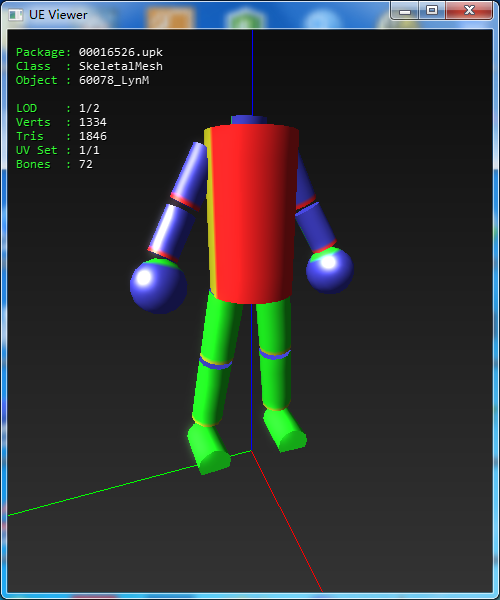 UE Viewer
Package: 00016526.upk
Class  : SkeletalMesh
Object : 60078_LynM
LOD    : 1/2
Verts  : 1334
Tris   : 1846
UV Set : 1/1
Bones  : 72